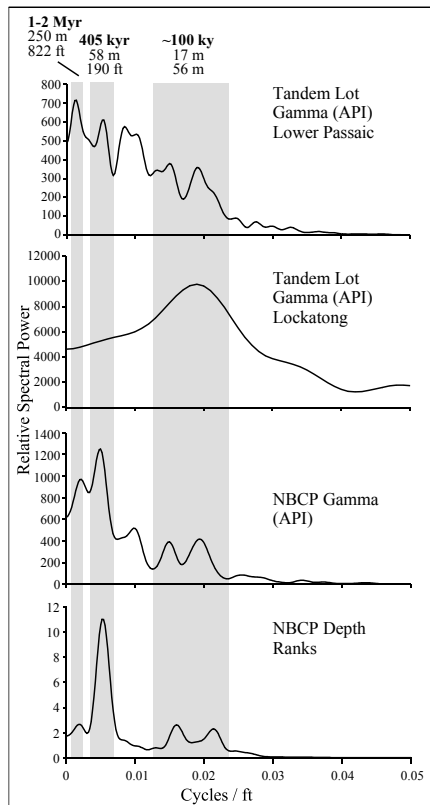 1-2 Myr
250 m
822 ft
405 kyr
58 m
190 ft
~100 ky
17 m
56 m
Relative Spectral Power
800
700
600
500
400
300
200
100
0
Tandem Lot
Gamma (API)
Lower Passaic
10000
8000
6000
4000
2000
0
Tandem Lot
Gamma (API)
Lockatong
1400
1200
1000
800
600
400
200
0
NBCP Gamma
(API)
12
10
8
6
4
2
0
NBCP Depth
Ranks
0 0.01 0.02 0.03 0.04 0.05
Cycles / ft